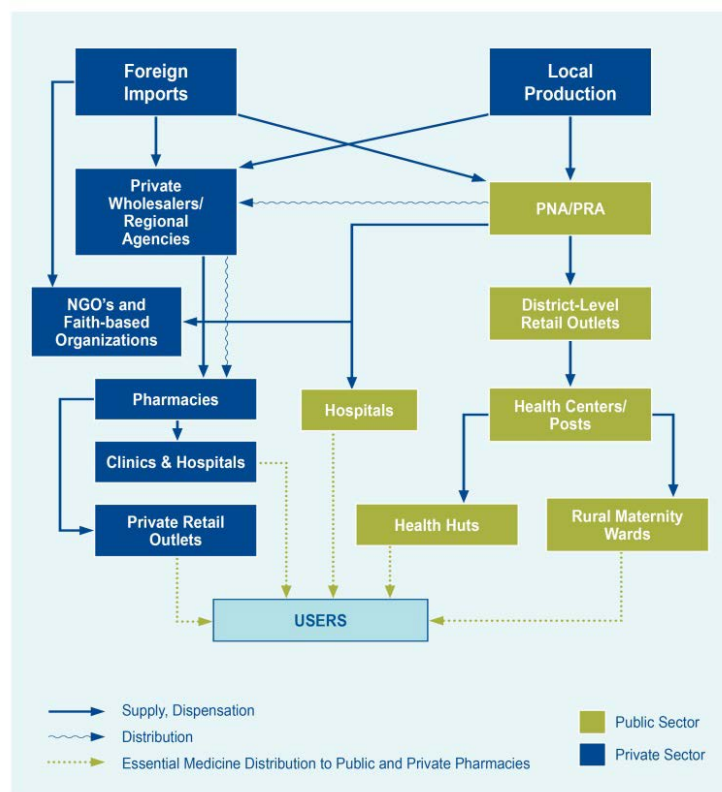 Foreign
Imports
Local
Production
Private
Wholesalers/
Regional
Agencies
PNA/PRA
NGO's and
Faith-based
Organizations
District-Level
Retail Outlets
Pharmacies
Hospitals
Health Centers/
Posts
Clinics & Hospitals
Private Retail
Outlets
Health Huts
Rural Maternity
Wards
USERS
Supply, Dispensation
Distribution
Essential Medicine Distribution to Public and Private Pharmacies
Public Sector
Private Sector